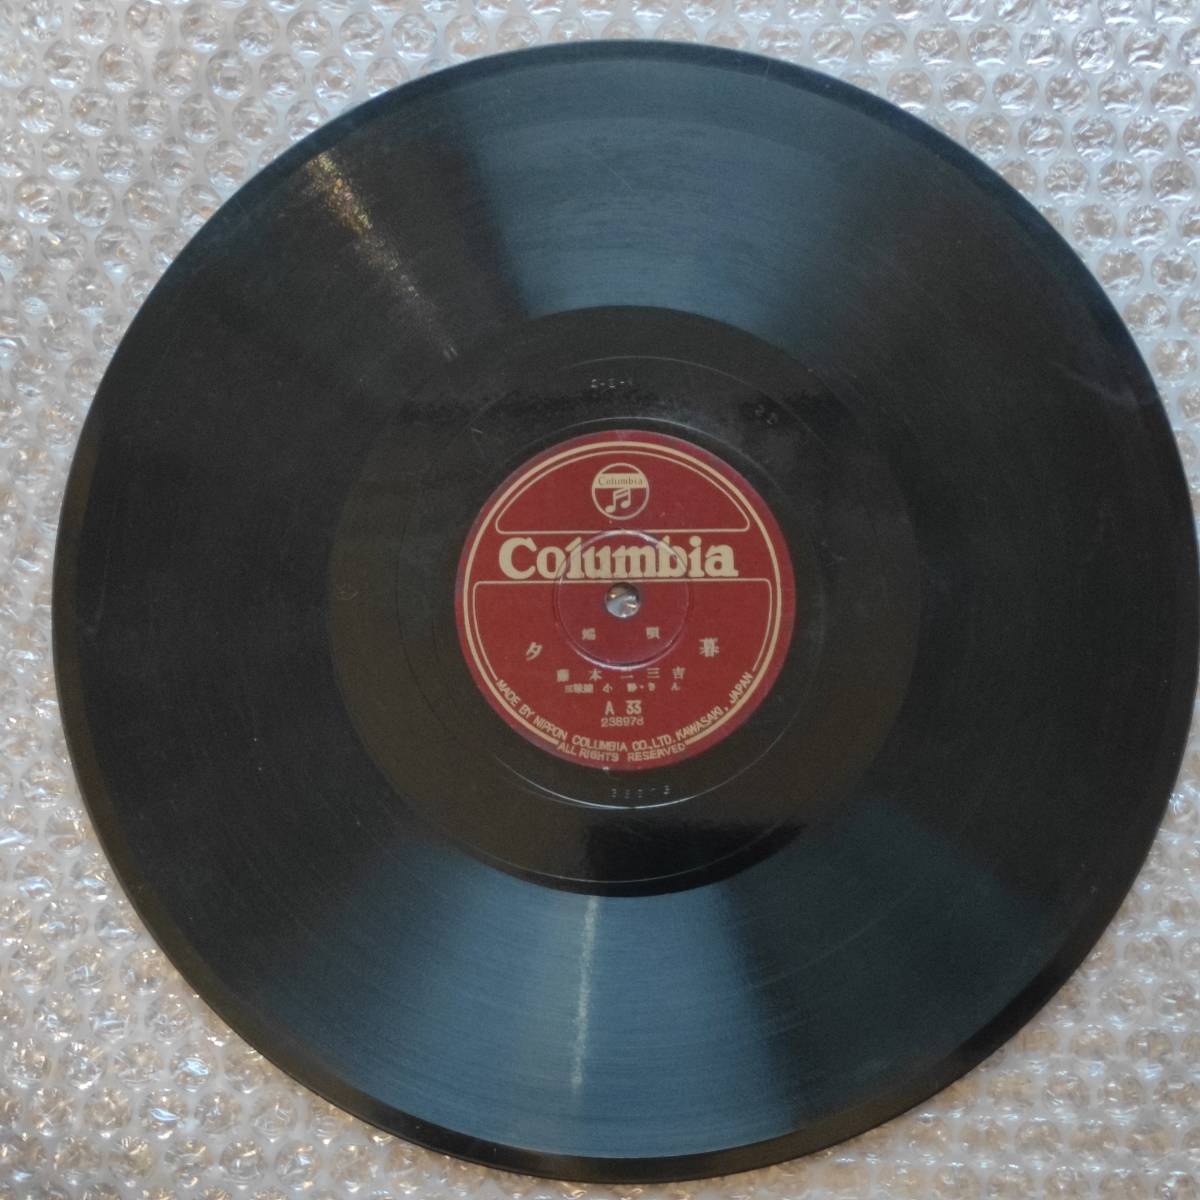 Columbia
Columbia
端唄
夕暮
藤本二三吉
三味線 小静・きん
A 33
238978
MADE BY NIPPON COLUMBIA CO., LTD. KAWASAKI, JAPAN
ALL RIGHTS RESERVED